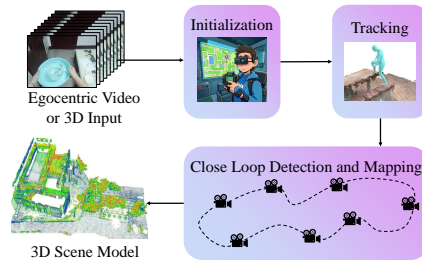 Initialization
Tracking
Egocentric Video
or 3D Input
Close Loop Detection and Mapping
3D Scene Model